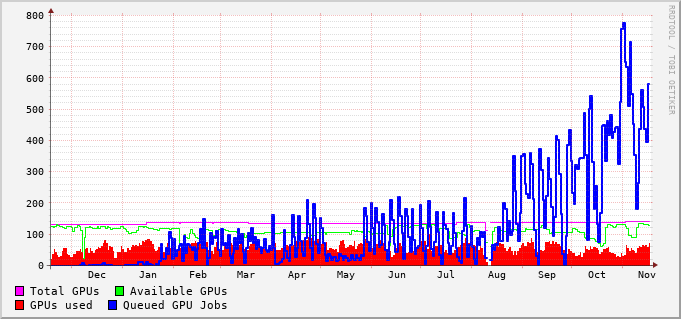 800
700
600
500
400
300
200
100
0
Dec Jan Feb Mar Apr May Jun Jul Aug Sep Oct Nov
Total GPUs Available GPUs
GPUs used Queued GPU Jobs
RRDTOOL / TOBI OETIKER